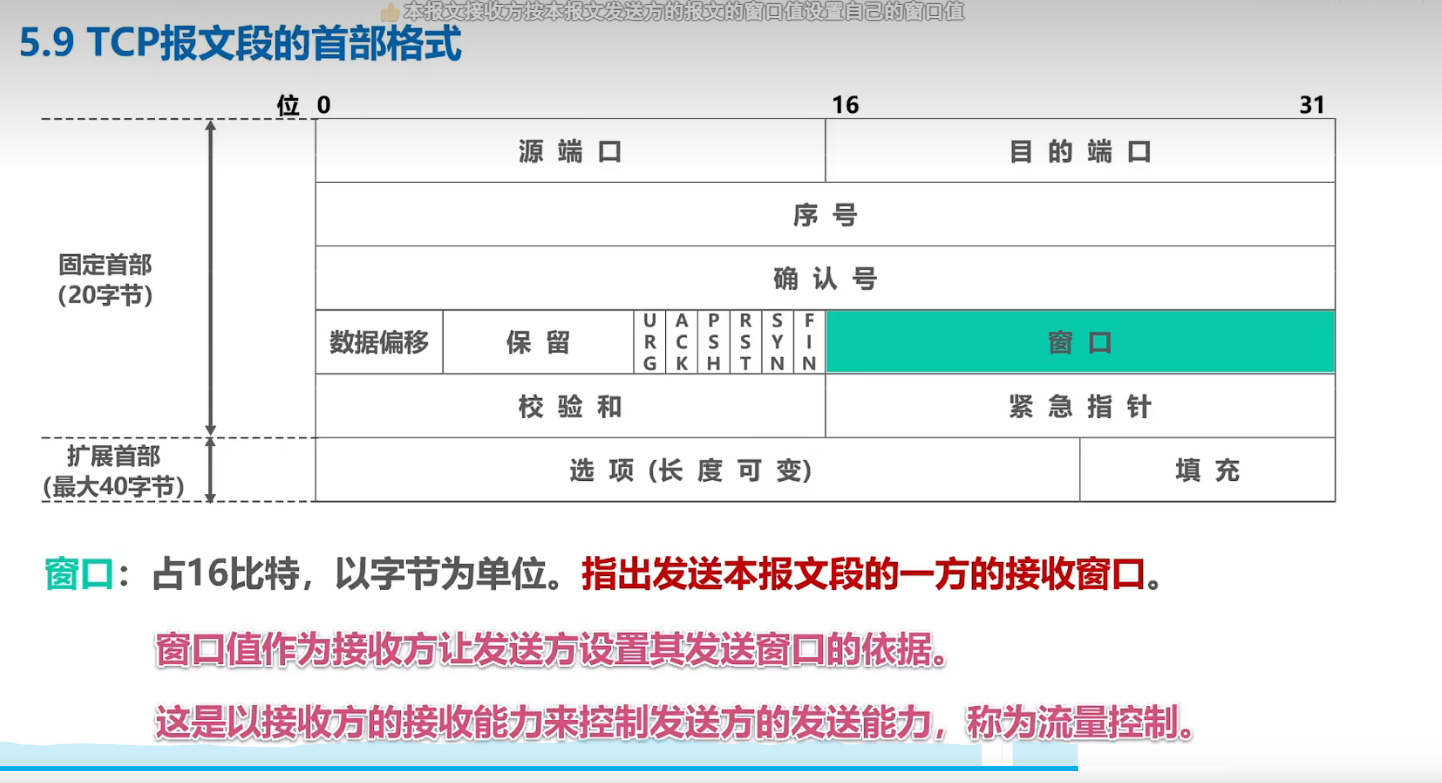 👍本报文接收方按本报文发送方的报文的窗口值设置自己的窗口值
5.9 TCP报文段的首部格式
位 0 16 31
源 端 口 目 的 端 口
序 号
确 认 号
固定首部
(20字节)
数据偏移 保 留 URG ACK PSH RST SYN FIN 窗 口
校 验 和 紧 急 指 针
扩展首部
(最大40字节)
选 项 (长 度 可 变) 填 充
窗口：占16比特，以字节为单位。指出发送本报文段的一方的接收窗口。
窗口值作为接收方让发送方设置其发送窗口的依据。
这是以接收方的接收能力来控制发送方的发送能力，称为流量控制。